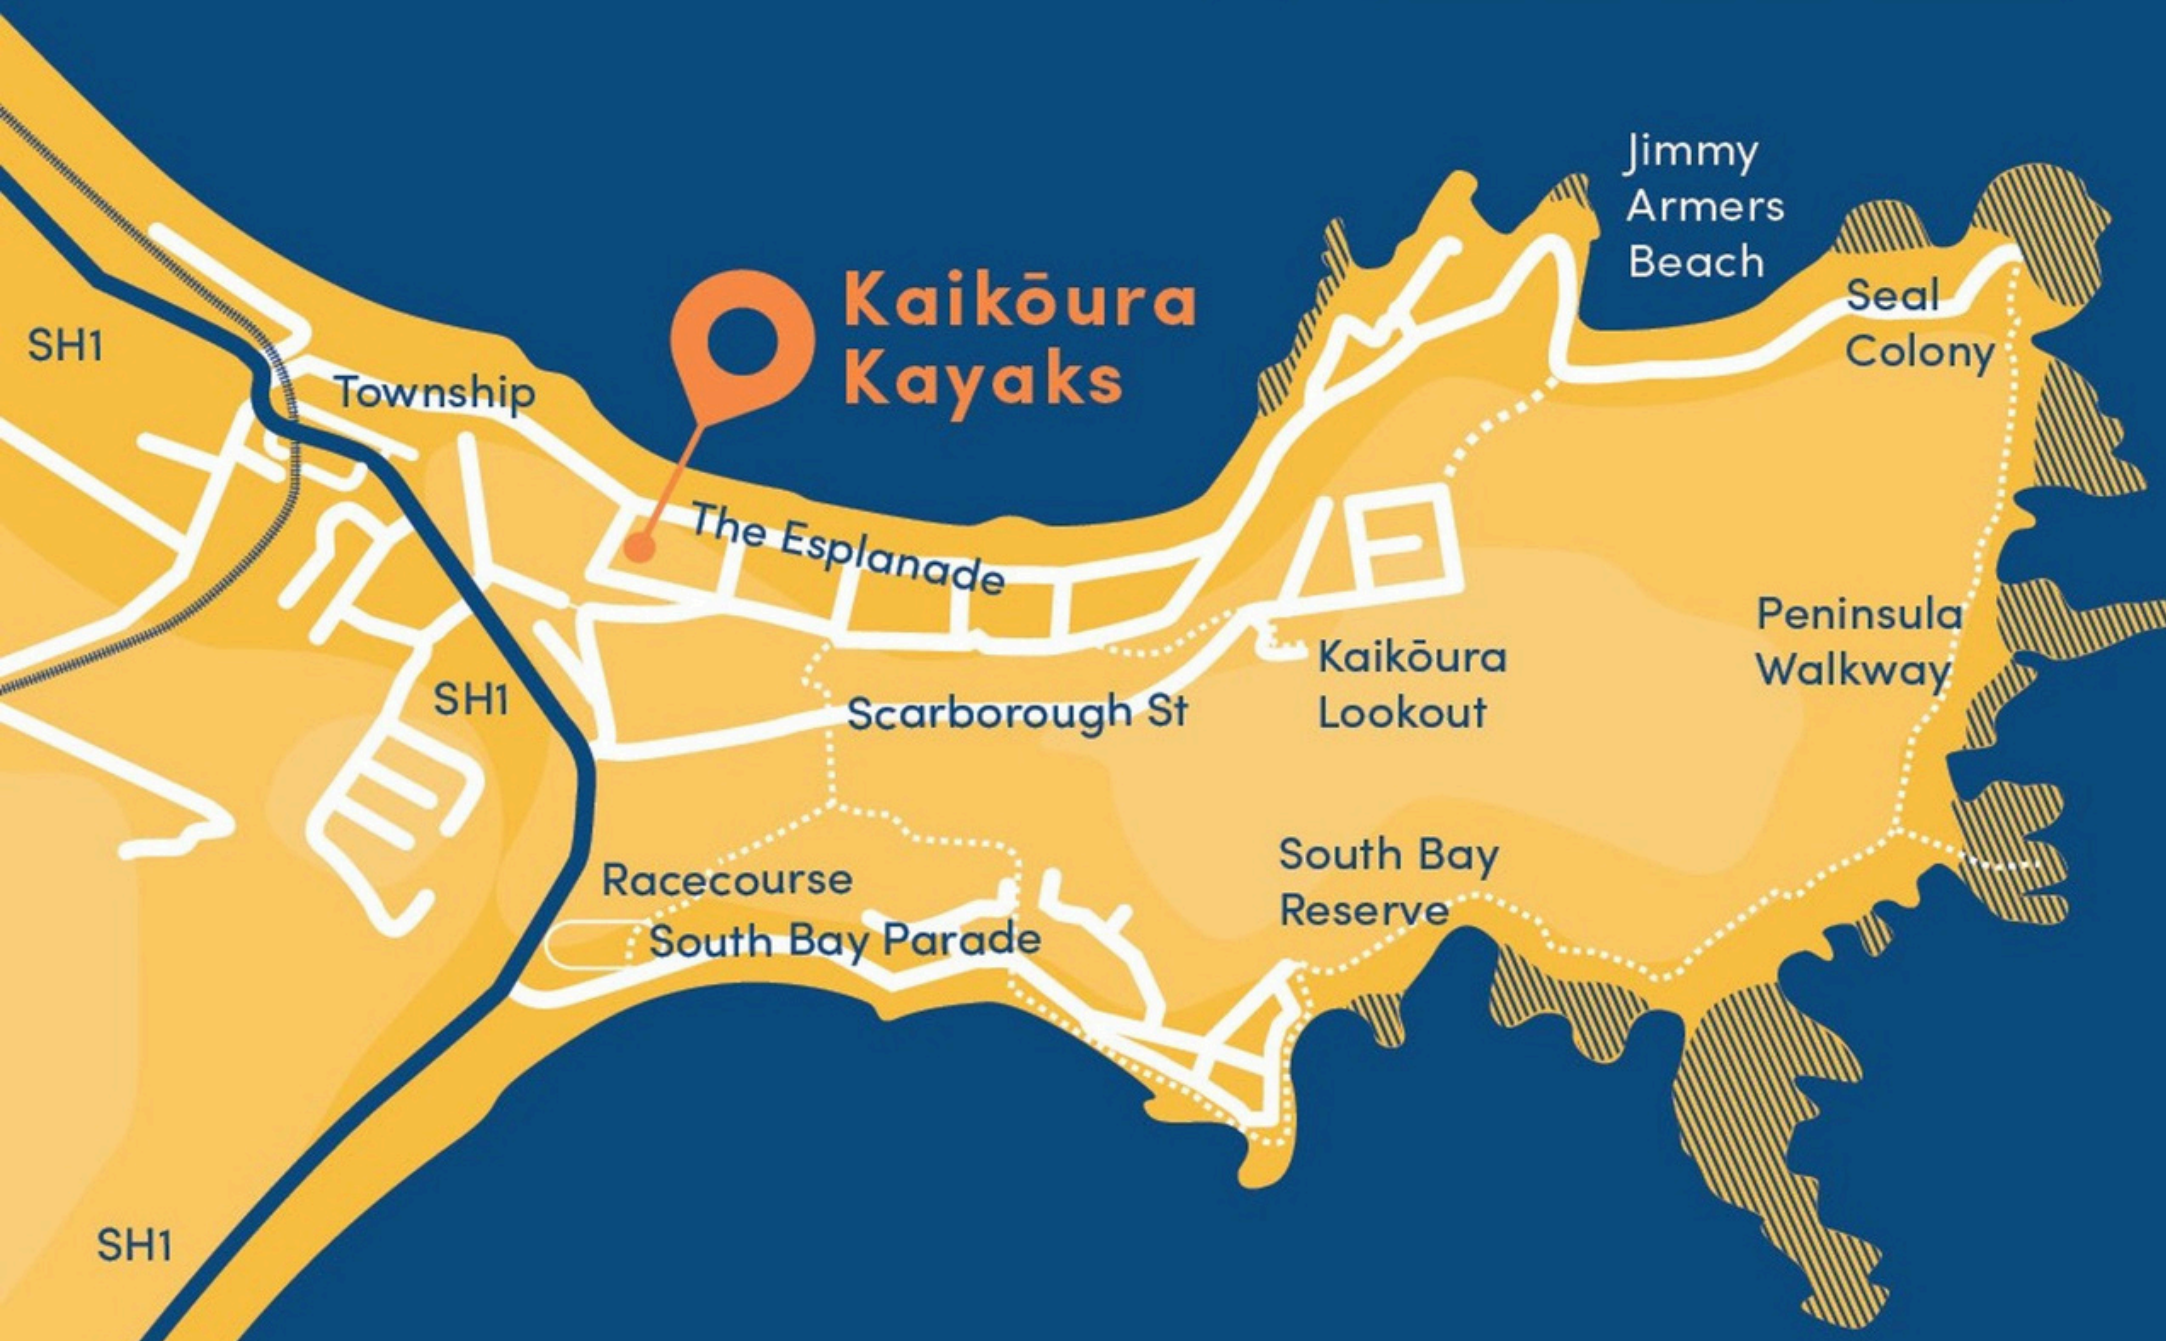 Jimmy
Armers
Beach
Kaikōura
Kayaks
Seal
Colony
SH1
Township
The Esplanade
Peninsula
Walkway
Kaikōura
Lookout
SH1
Scarborough St
South Bay
Reserve
Racecourse
South Bay Parade
SH1